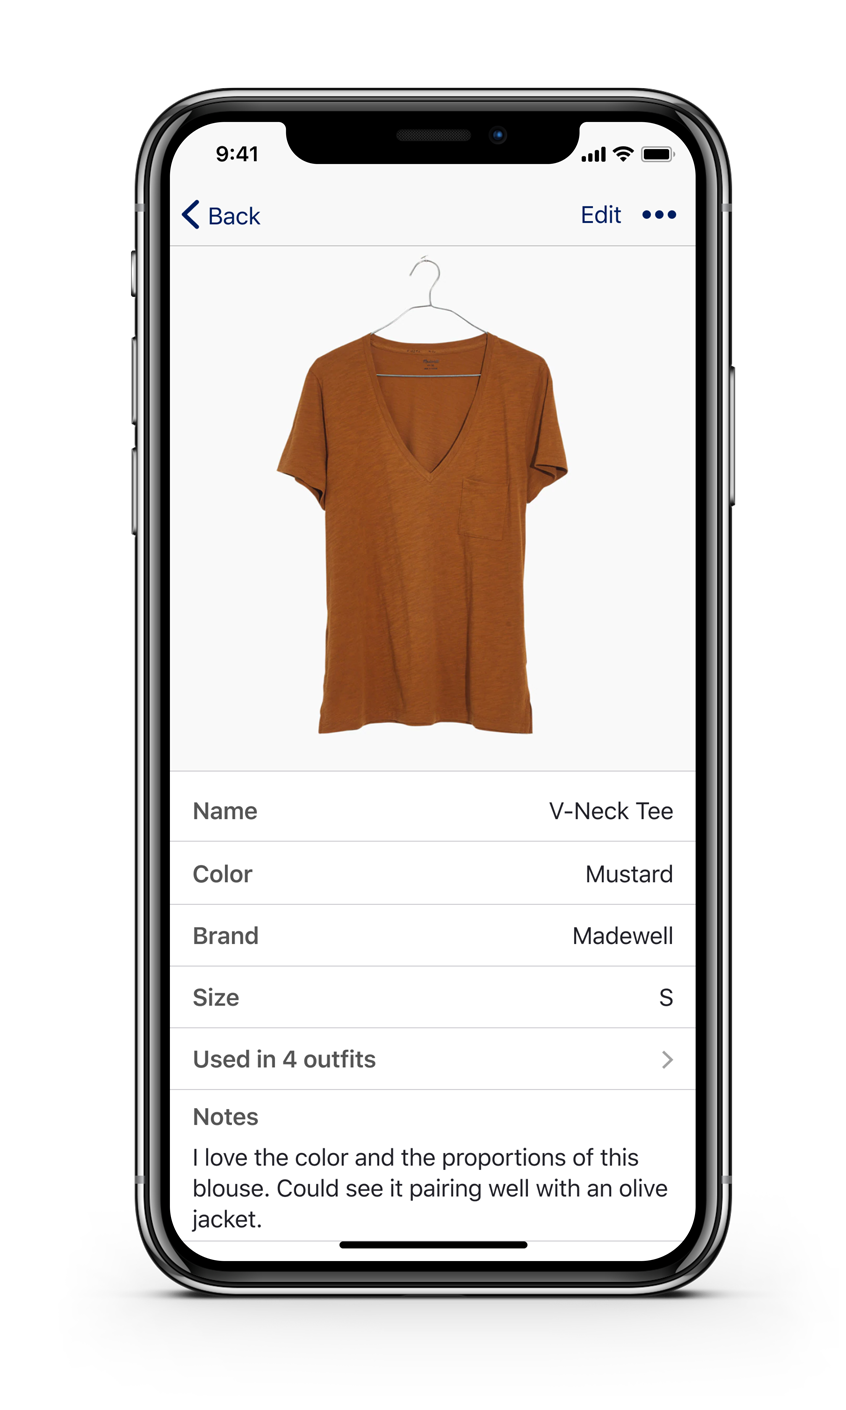 9:41
Back
Edit
Name
V-Neck Tee
Color
Mustard
Brand
Madewell
Size
S
Used in 4 outfits
Notes
I love the color and the proportions of this
blouse. Could see it pairing well with an olive
jacket.